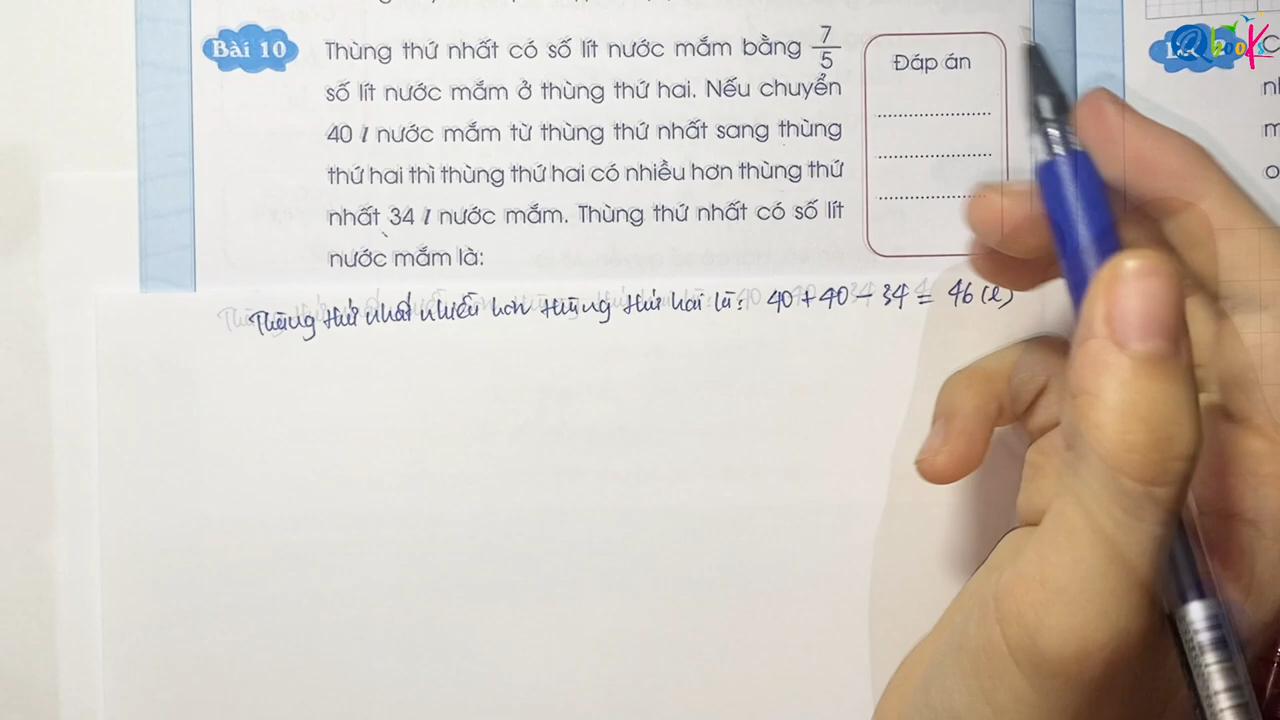 Bài 10
Thùng thứ nhất có số lít nước mắm bằng 7/5
số lít nước mắm ở thùng thứ hai. Nếu chuyển
40 l nước mắm từ thùng thứ nhất sang thùng
thứ hai thì thùng thứ hai có nhiều hơn thùng thứ
nhất 34 l nước mắm. Thùng thứ nhất có số lít
nước mắm là:
Đáp án
Thùng thứ nhất nhiều hơn thùng thứ hai là: 40 + 40 - 34 = 46 (l)